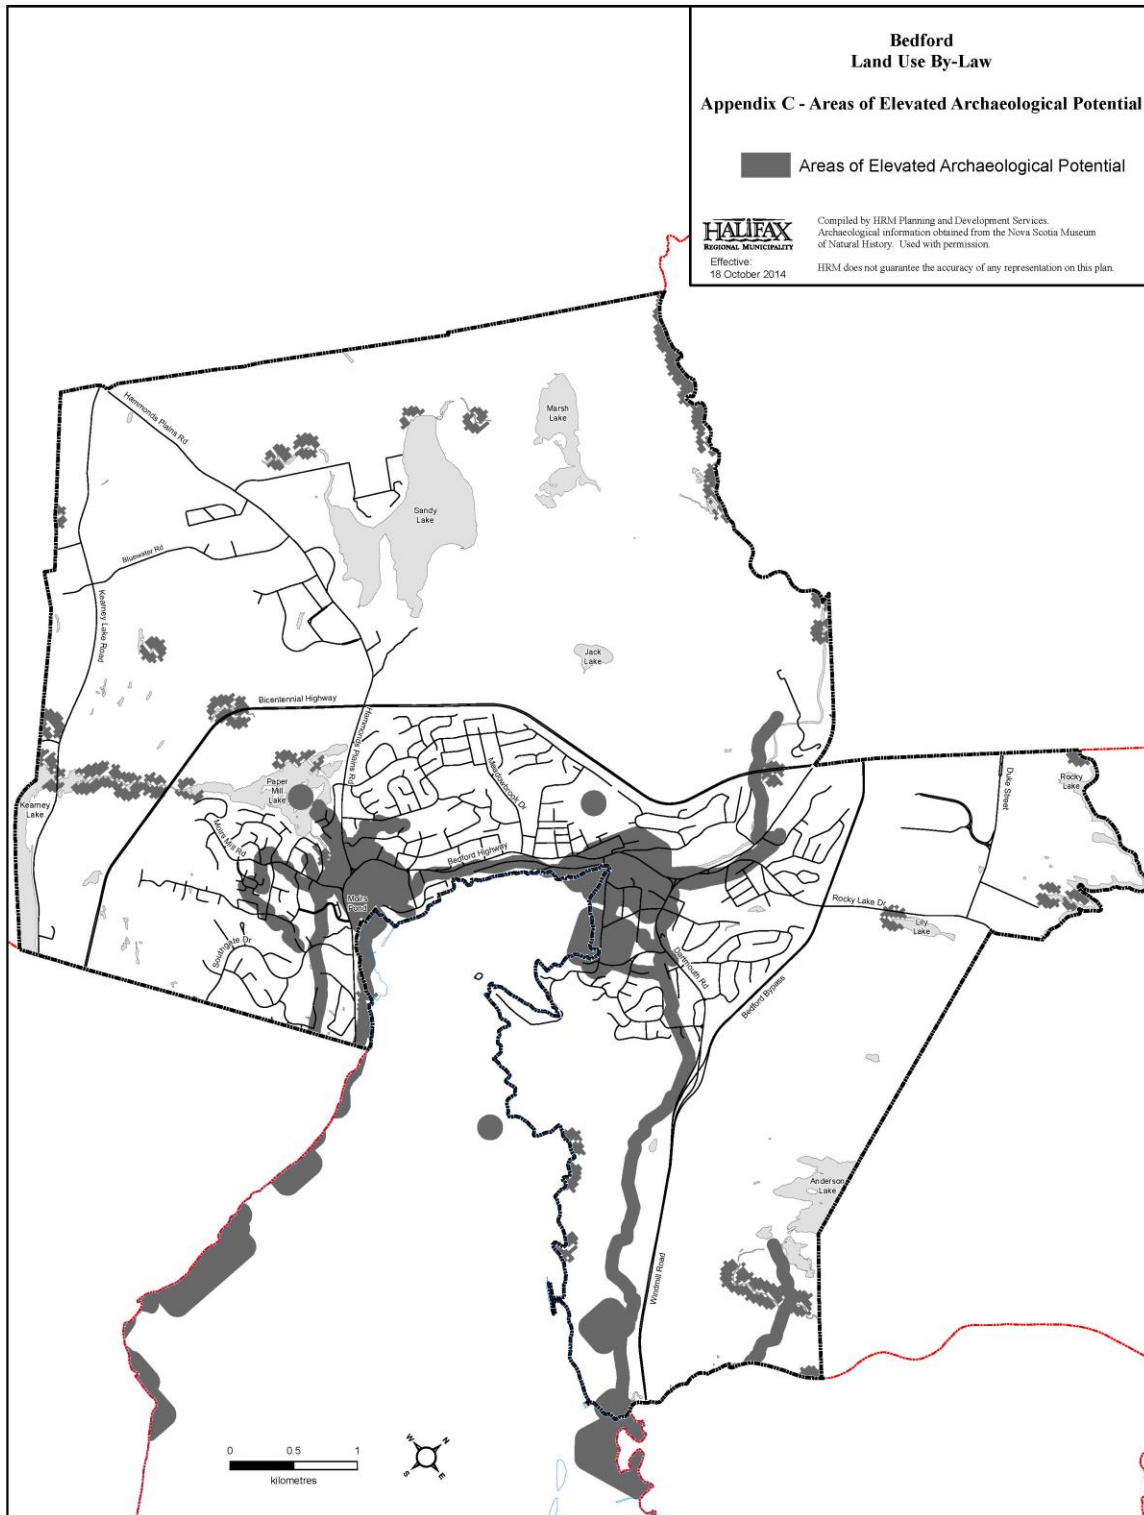 Bedford
Land Use By-Law
Appendix C - Areas of Elevated Archaeological Potential
Areas of Elevated Archaeological Potential
HALIFAX
REGIONAL MUNICIPALITY
Effective:
18 October 2014
Compiled by HRM Planning and Development Services.
Archaeological information obtained from the Nova Scotia Museum
of Natural History. Used with permission.
HRM does not guarantee the accuracy of any representation on this plan.
Hammonds Plains Rd
Marsh
Lake
Sandy
Lake
Bluewater Rd
Kearney Lake Road
Jack
Lake
Bicentennial Highway
Hammonds Plains Rd
Meadowbrook Dr
Duke Street
Rocky
Lake
Paper
Mill
Lake
Kearney
Lake
Moirs Mill Rd
Bedford Highway
Moirs
Pond
Rocky Lake Dr
Lily
Lake
Southgate Dr
Dartmouth Rd
Bedford Bypass
Anderson
Lake
Windmill Road
0 0.5 1
kilometres
W N
S E